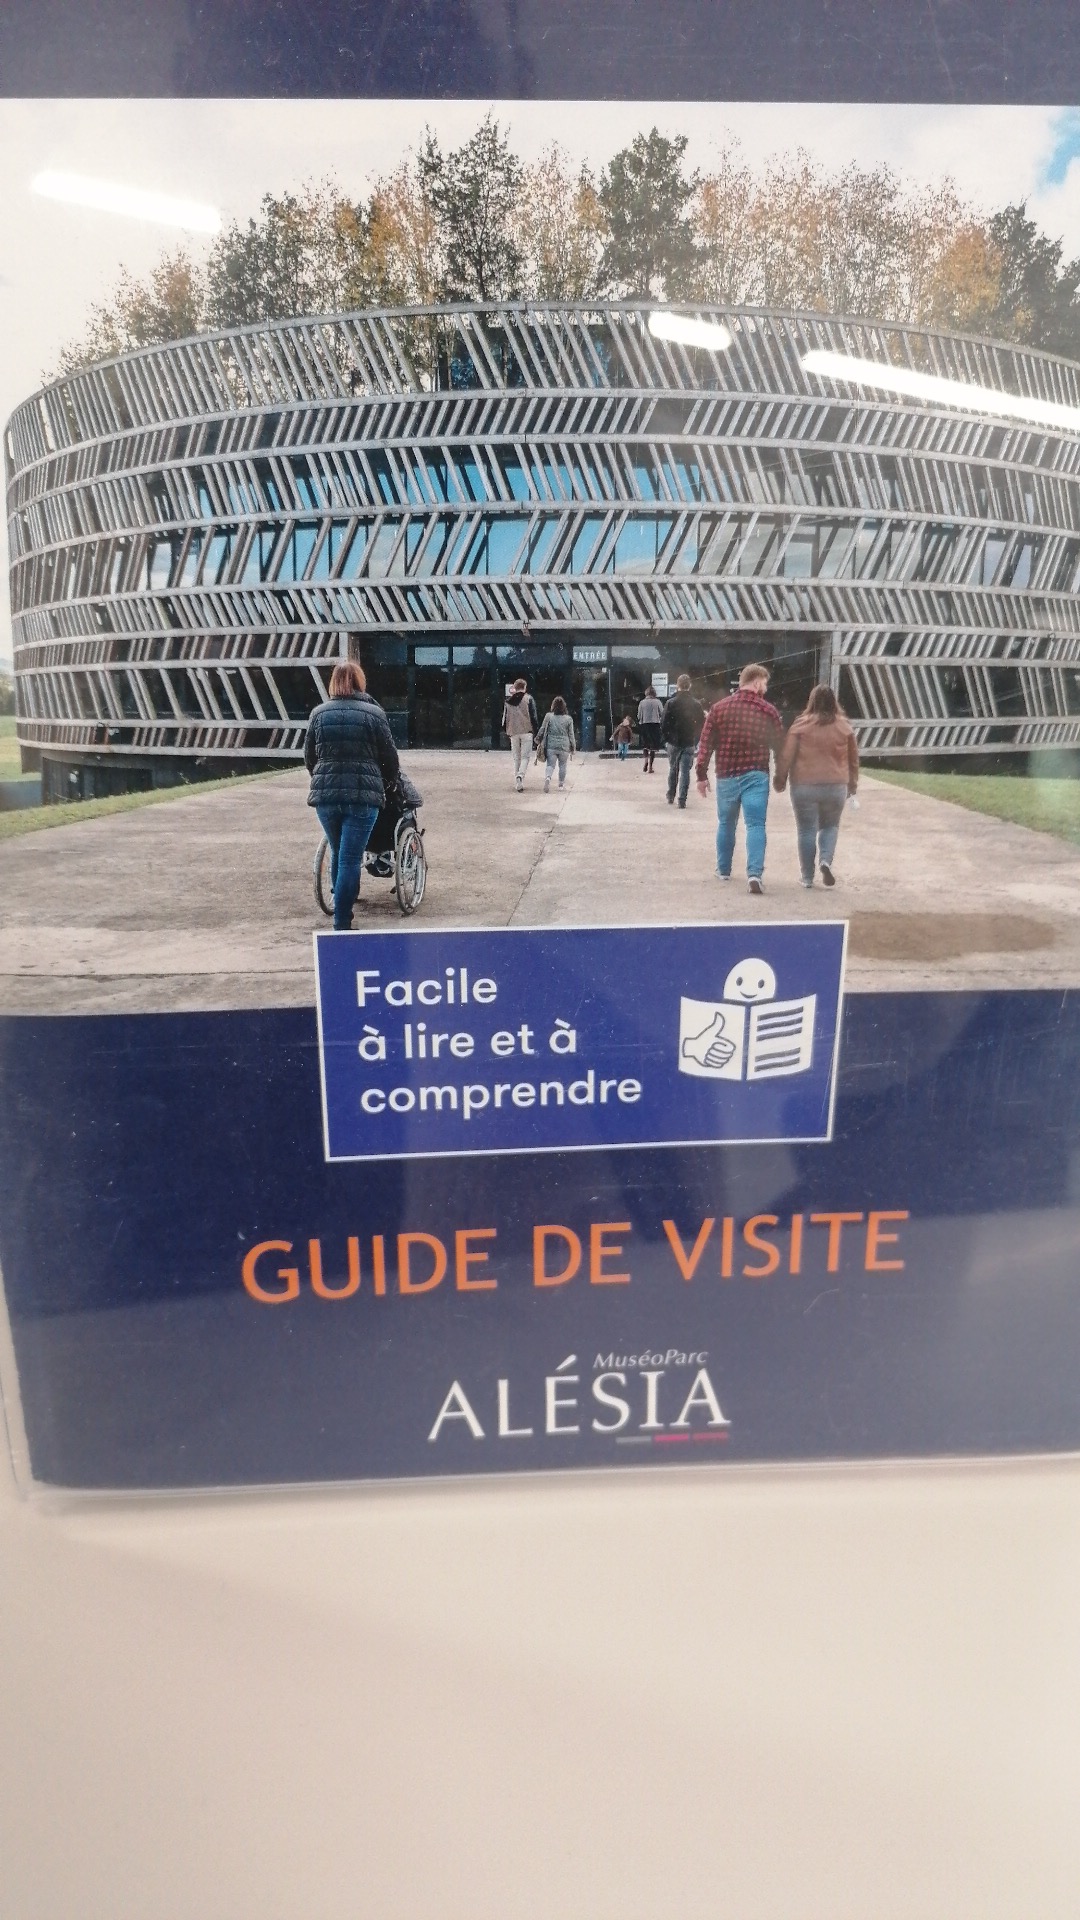 ENTRÉE
Facile
à lire et à
comprendre
GUIDE DE VISITE
MuséoParc
ALÉSIA